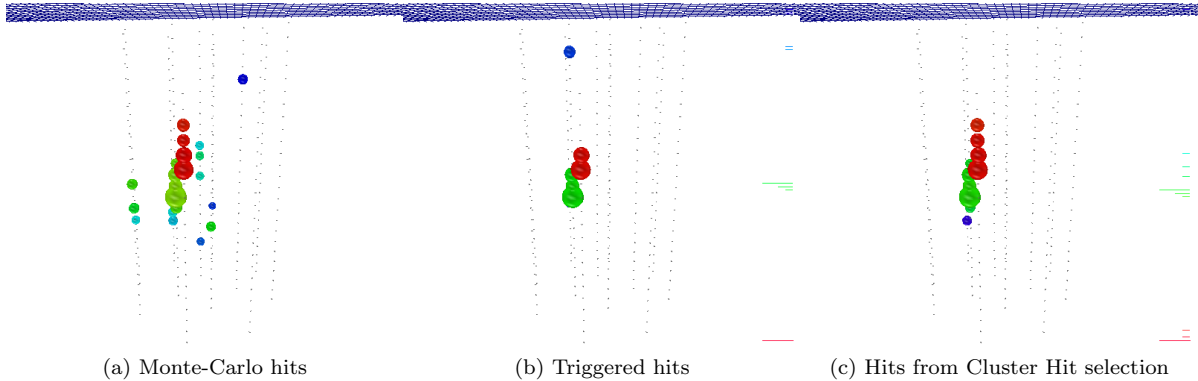 (a) Monte-Carlo hits
(b) Triggered hits
(c) Hits from Cluster Hit selection